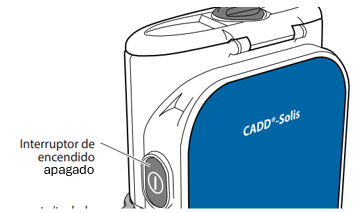 CADD®-Solis
Interruptor de
encendido
apagado